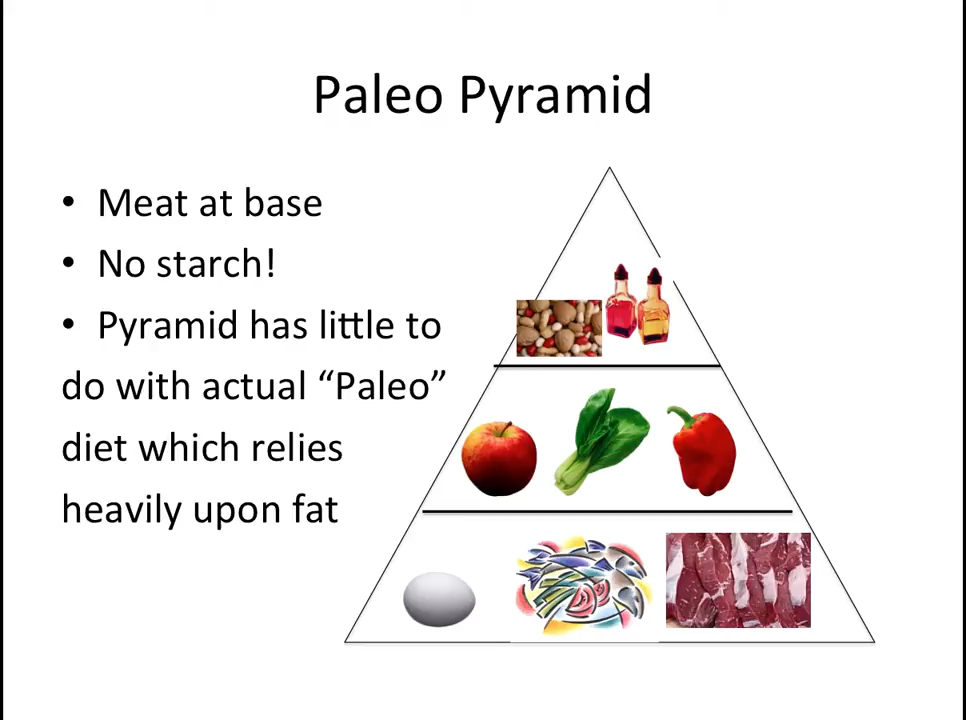 Paleo Pyramid
• Meat at base
• No starch!
• Pyramid has little to
do with actual “Paleo”
diet which relies
heavily upon fat